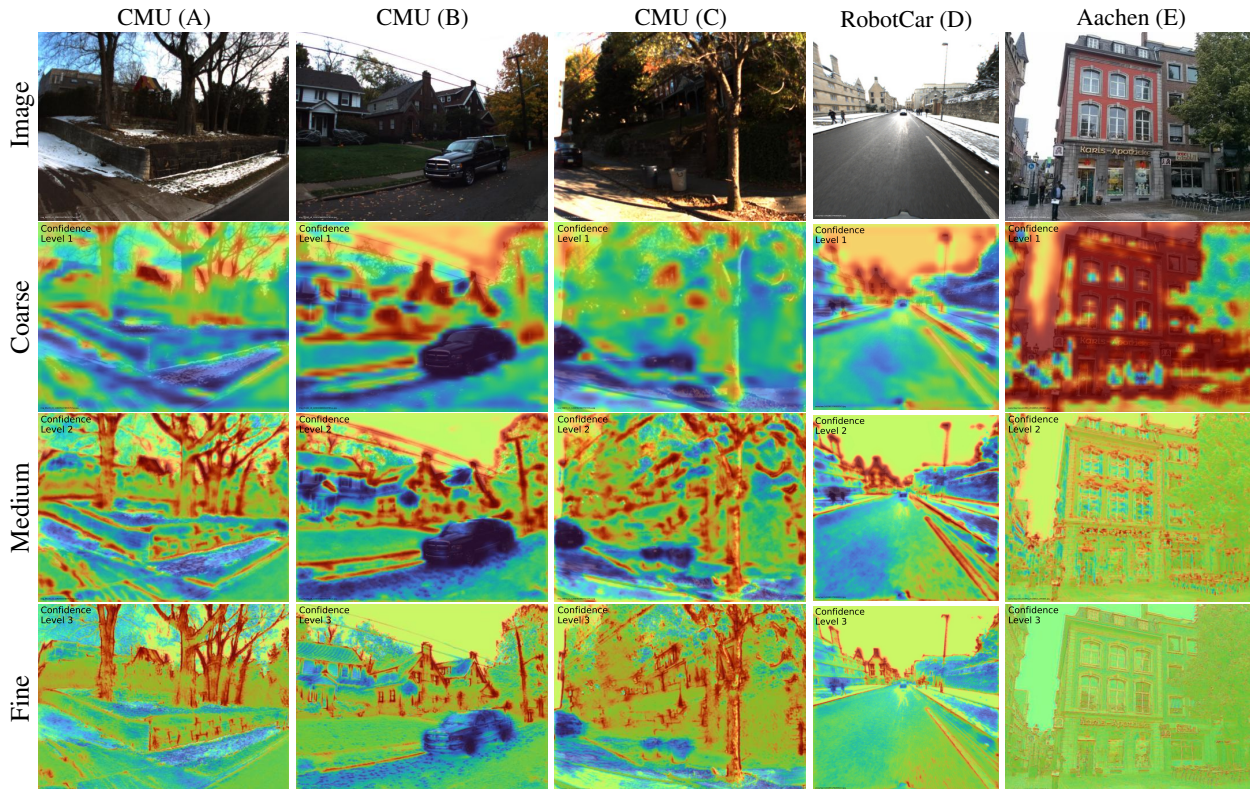 CMU (A) CMU (B) CMU (C) RobotCar (D) Aachen (E)
Image
Karls-Apotheke
Coarse
Confidence
Level 1
Confidence
Level 1
Confidence
Level 1
Confidence
Level 1
Confidence
Level 1
Medium
Confidence
Level 2
Confidence
Level 2
Confidence
Level 2
Confidence
Level 2
Confidence
Level 2
Fine
Confidence
Level 3
Confidence
Level 3
Confidence
Level 3
Confidence
Level 3
Confidence
Level 3